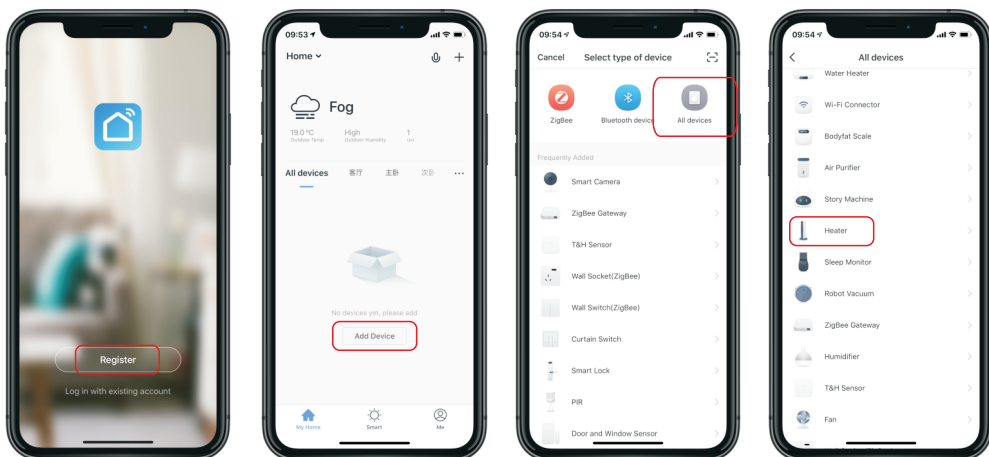 Register
Log in with existing account
09:53
Home
Fog
19.0 °C High 1
Outdoor Temp Outdoor Humidity
All devices 客厅 主卧 次卧 ...
No devices yet, please add
Add Device
My Home Smart Me
09:54
Cancel Select type of device
ZigBee Bluetooth device All devices
Frequently Added
Smart Camera
ZigBee Gateway
T&H Sensor
Wall Socket(ZigBee)
Wall Switch(ZigBee)
Curtain Switch
Smart Lock
PIR
Door and Window Sensor
09:54
All devices
Water Heater
Wi-Fi Connector
Bodyfat Scale
Air Purifier
Story Machine
Heater
Sleep Monitor
Robot Vacuum
ZigBee Gateway
Humidifier
T&H Sensor
Fan